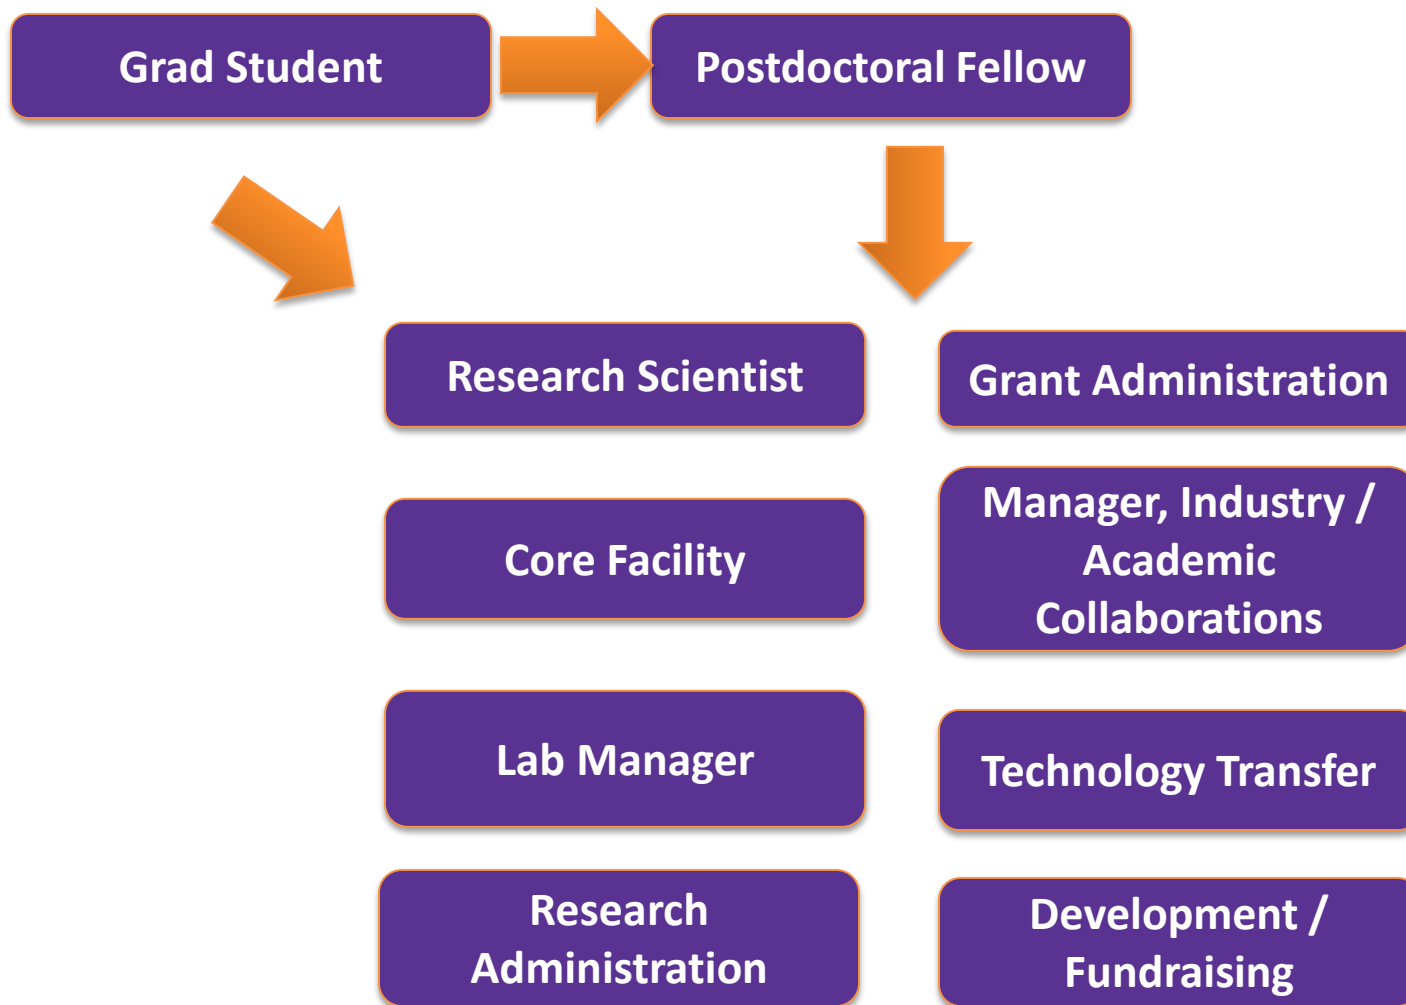 Grad Student
Postdoctoral Fellow
Research Scientist
Grant Administration
Core Facility
Manager, Industry /
Academic
Collaborations
Lab Manager
Technology Transfer
Research
Administration
Development /
Fundraising